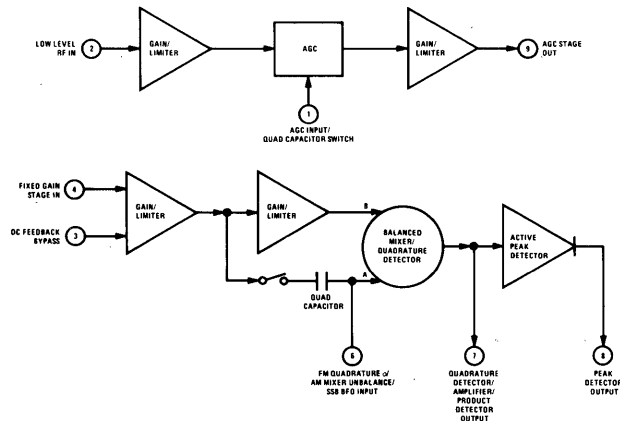 LOW LEVEL
RF IN
2
GAIN/
LIMITER
AGC
GAIN/
LIMITER
9
AGC STAGE
OUT
1
AGC INPUT/
QUAD CAPACITOR SWITCH
FIXED GAIN
STAGE IN
4
DC FEEDBACK
BYPASS
3
GAIN/
LIMITER
GAIN/
LIMITER
B
A
BALANCED
MIXER/
QUADRATURE
DETECTOR
ACTIVE
PEAK
DETECTOR
QUAD
CAPACITOR
6
FM QUADRATURE or
AM MIXER UNBALANCE/
SSB BFO INPUT
7
QUADRATURE
DETECTOR/
AMPLIFIER/
PRODUCT
DETECTOR
OUTPUT
8
PEAK
DETECTOR
OUTPUT